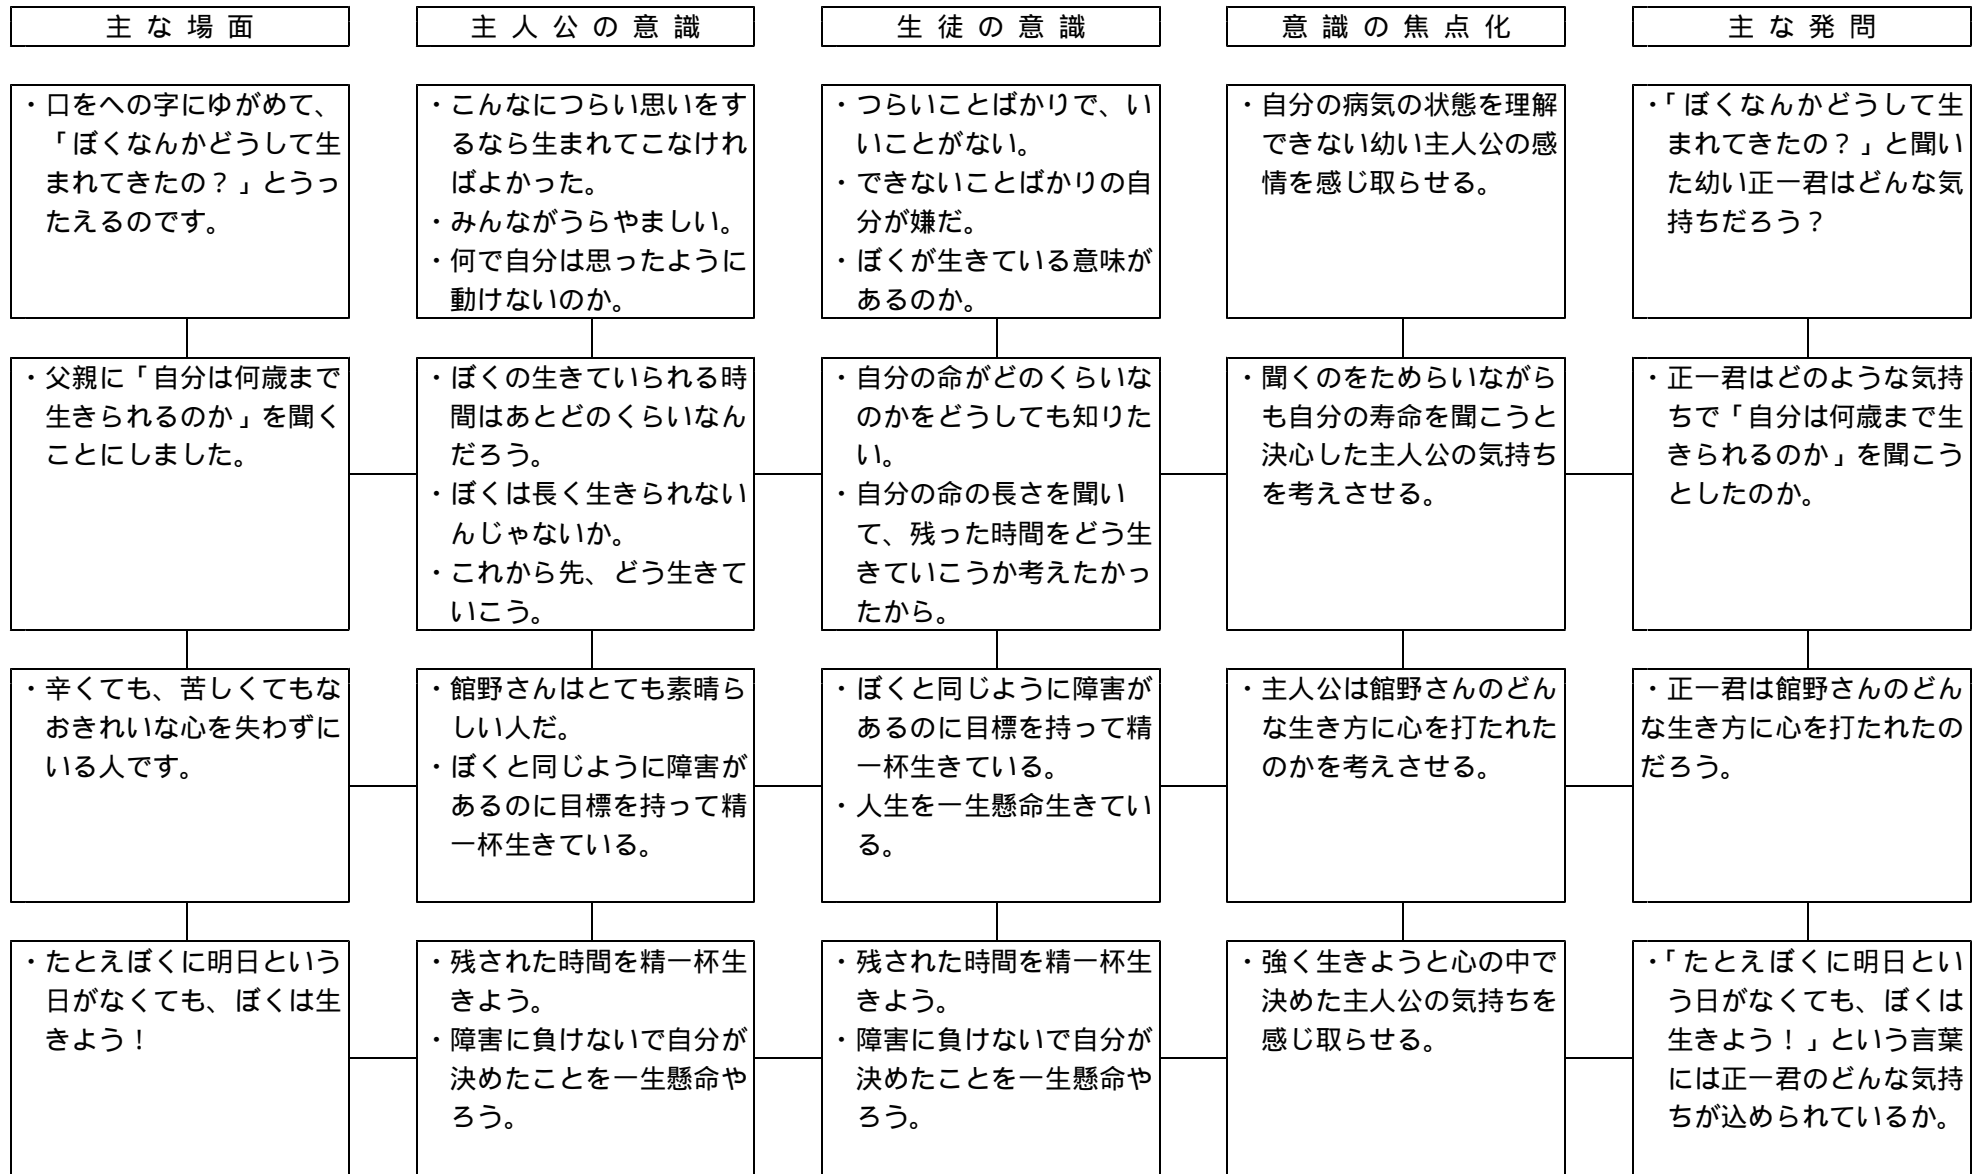 主な場面
主人公の意識
生徒の意識
意識の焦点化
主な発問
・口をへの字にゆがめて、
「ぼくなんかどうして生
まれてきたの？」とうっ
たえるのです。
・こんなにつらい思いをす
るなら生まれてこなけれ
ばよかった。
・みんながうらやましい。
・何で自分は思ったように
動けないのか。
・つらいことばかりで、い
いことがない。
・できないことばかりの自
分が嫌だ。
・ぼくが生きている意味が
あるのか。
・自分の病気の状態を理解
できない幼い主人公の感
情を感じ取らせる。
・「ぼくなんかどうして生
まれてきたの？」と聞い
た幼い正一君はどんな気
持ちだろう？
・父親に「自分は何歳まで
生きられるのか」を聞く
ことにしました。
・ぼくの生きていられる時
間はあとどのくらいなん
だろう。
・ぼくは長く生きられない
んじゃないか。
・これから先、どう生きて
いこう。
・自分の命がどのくらいな
のかをどうしても知りた
い。
・自分の命の長さを聞い
て、残った時間をどう生
きていこうか考えたかっ
たから。
・聞くのをためらいながら
も自分の寿命を聞こうと
決心した主人公の気持ち
を考えさせる。
・正一君はどのような気持
ちで「自分は何歳まで生
きられるのか」を聞こう
としたのか。
・辛くても、苦しくてもな
おきれいな心を失わずに
いる人です。
・館野さんはとても素晴ら
しい人だ。
・ぼくと同じように障害が
あるのに目標を持って精
一杯生きている。
・ぼくと同じように障害が
あるのに目標を持って精
一杯生きている。
・人生を一生懸命生きてい
る。
・主人公は館野さんのどん
な生き方に心を打たれた
のかを考えさせる。
・正一君は館野さんのどん
な生き方に心を打たれたの
だろう。
・たとえぼくに明日という
日がなくても、ぼくは生
きよう！
・残された時間を精一杯生
きよう。
・障害に負けないで自分が
決めたことを一生懸命や
ろう。
・残された時間を精一杯生
きよう。
・障害に負けないで自分が
決めたことを一生懸命や
ろう。
・強く生きようと心の中で
決めた主人公の気持ちを
感じ取らせる。
・「たとえぼくに明日とい
う日がなくても、ぼくは
生きよう！」という言葉
には正一君のどんな気持
ちが込められているか。